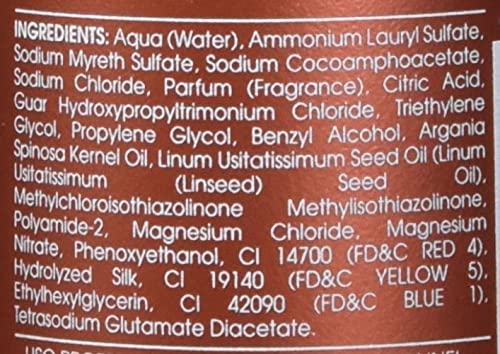 INGREDIENTS: Aqua (Water), Ammonium Lauryl Sulfate,
Sodium Myreth Sulfate, Sodium Cocoamphoacetate,
Sodium Chloride, Parfum (Fragrance), Citric Acid,
Guar Hydroxypropyltrimonium Chloride, Triethylene
Glycol, Propylene Glycol, Benzyl Alcohol, Argania
Spinosa Kernel Oil, Linum Usitatissimum Seed Oil (Linum
Usitatissimum (Linseed) Seed Oil),
Methylchloroisothiazolinone Methylisothiazolinone,
Polyamide-2, Magnesium Chloride, Magnesium
Nitrate, Phenoxyethanol, CI 14700 (FD&C RED 4),
Hydrolyzed Silk, CI 19140 (FD&C YELLOW 5),
Ethylhexylglycerin, CI 42090 (FD&C BLUE 1),
Tetrasodium Glutamate Diacetate.